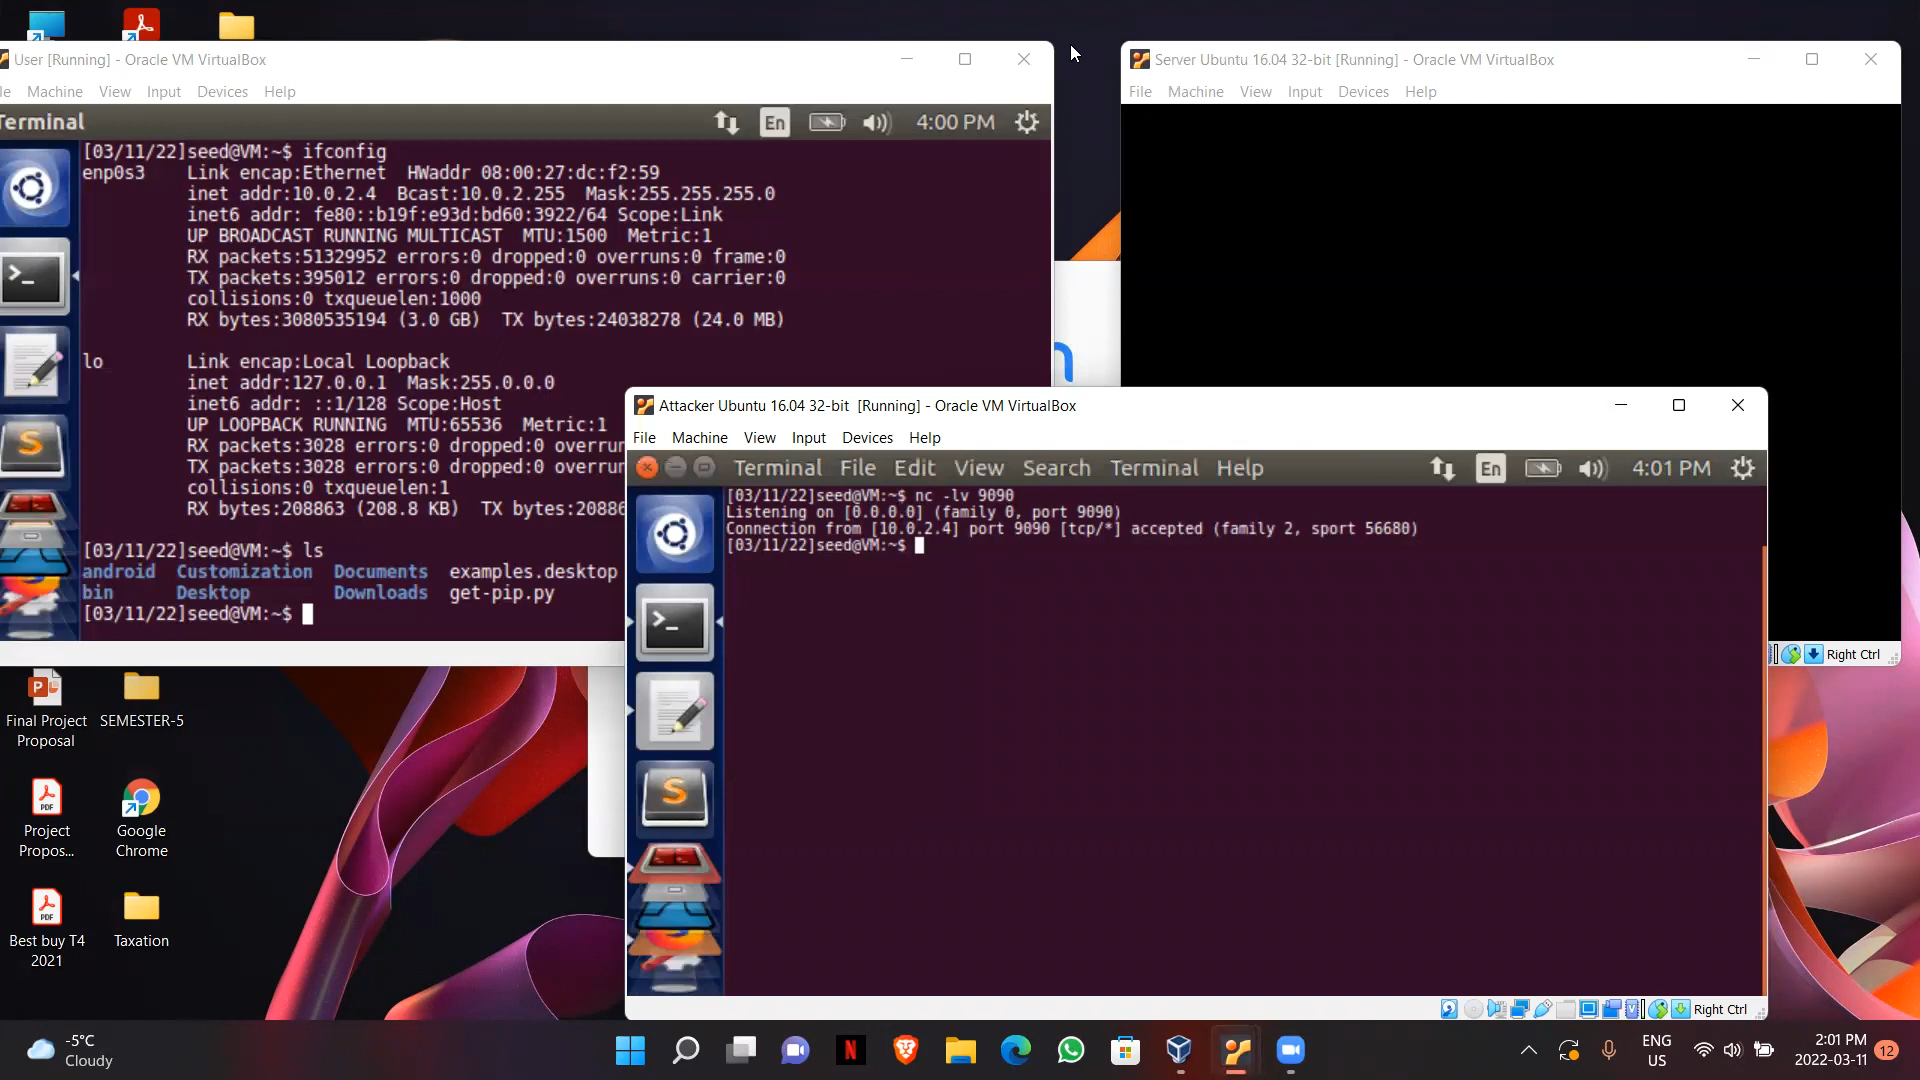 User [Running] - Oracle VM VirtualBox
le Machine View Input Devices Help
Terminal En 4:00 PM
[03/11/22]seed@VM:~$ ifconfig
enp0s3 Link encap:Ethernet HWaddr 08:00:27:dc:f2:59
inet addr:10.0.2.4 Bcast:10.0.2.255 Mask:255.255.255.0
inet6 addr: fe80::b19f:e93d:bd60:3922/64 Scope:Link
UP BROADCAST RUNNING MULTICAST MTU:1500 Metric:1
RX packets:51329952 errors:0 dropped:0 overruns:0 frame:0
TX packets:395012 errors:0 dropped:0 overruns:0 carrier:0
collisions:0 txqueuelen:1000
RX bytes:3080535194 (3.0 GB) TX bytes:24038278 (24.0 MB)
lo Link encap:Local Loopback
inet addr:127.0.0.1 Mask:255.0.0.0
inet6 addr: ::1/128 Scope:Host
UP LOOPBACK RUNNING MTU:65536 Metric:1
RX packets:3028 errors:0 dropped:0 overrun
TX packets:3028 errors:0 dropped:0 overrun
collisions:0 txqueuelen:1
RX bytes:208863 (208.8 KB) TX bytes:20886
[03/11/22]seed@VM:~$ ls
android Customization Documents examples.desktop
bin Desktop Downloads get-pip.py
[03/11/22]seed@VM:~$
Server Ubuntu 16.04 32-bit [Running] - Oracle VM VirtualBox
File Machine View Input Devices Help
Right Ctrl
Attacker Ubuntu 16.04 32-bit [Running] - Oracle VM VirtualBox
File Machine View Input Devices Help
Terminal File Edit View Search Terminal Help En 4:01 PM
[03/11/22]seed@VM:~$ nc -lv 9090
Listening on [0.0.0.0] (family 0, port 9090)
Connection from [10.0.2.4] port 9090 [tcp/*] accepted (family 2, sport 56680)
[03/11/22]seed@VM:~$
Right Ctrl
Final Project
Proposal
SEMESTER-5
Project
Propos...
Google
Chrome
Best buy T4
2021
Taxation
-5°C
Cloudy
ENG
US
2:01 PM
2022-03-11
12